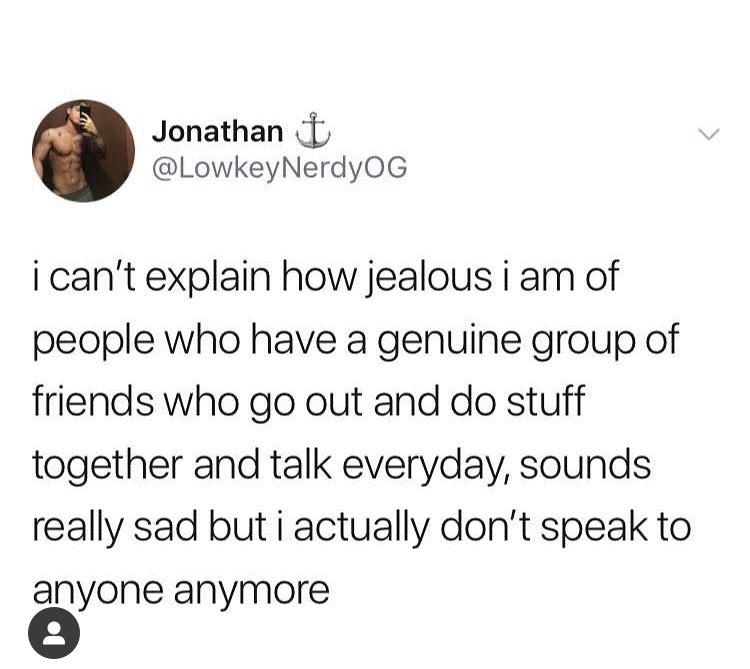 Jonathan ⚓
@LowkeyNerdyOG
i can't explain how jealous i am of
people who have a genuine group of
friends who go out and do stuff
together and talk everyday, sounds
really sad but i actually don't speak to
anyone anymore